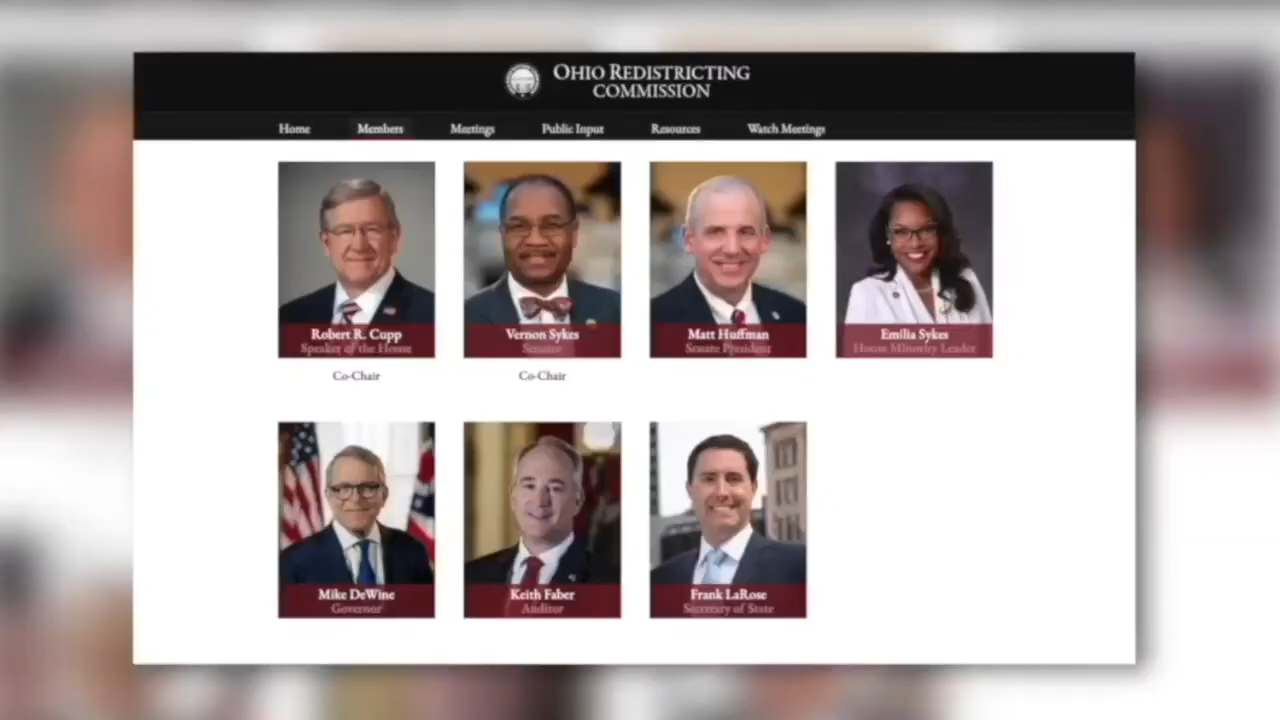 OHIO REDISTRICTING
COMMISSION
Home Members Meetings Public Input Resources Watch Meetings
Robert R. Cupp
Speaker of the House
Co-Chair
Vernon Sykes
Senator
Co-Chair
Matt Huffman
Senate President
Emilia Sykes
House Minority Leader
Mike DeWine
Governor
Keith Faber
Auditor
Frank LaRose
Secretary of State